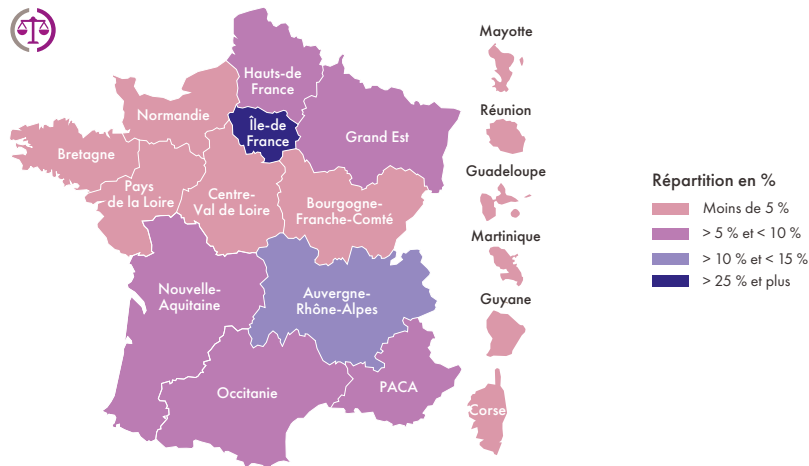 Hauts-de
France
Normandie
Île-de
France
Grand Est
Bretagne
Pays
de la Loire
Centre-
Val de Loire
Bourgogne-
Franche-Comté
Nouvelle-
Aquitaine
Auvergne-
Rhône-Alpes
Occitanie
PACA
Mayotte
Réunion
Guadeloupe
Martinique
Guyane
Corse
Répartition en %
Moins de 5 %
> 5 % et < 10 %
> 10 % et < 15 %
> 25 % et plus